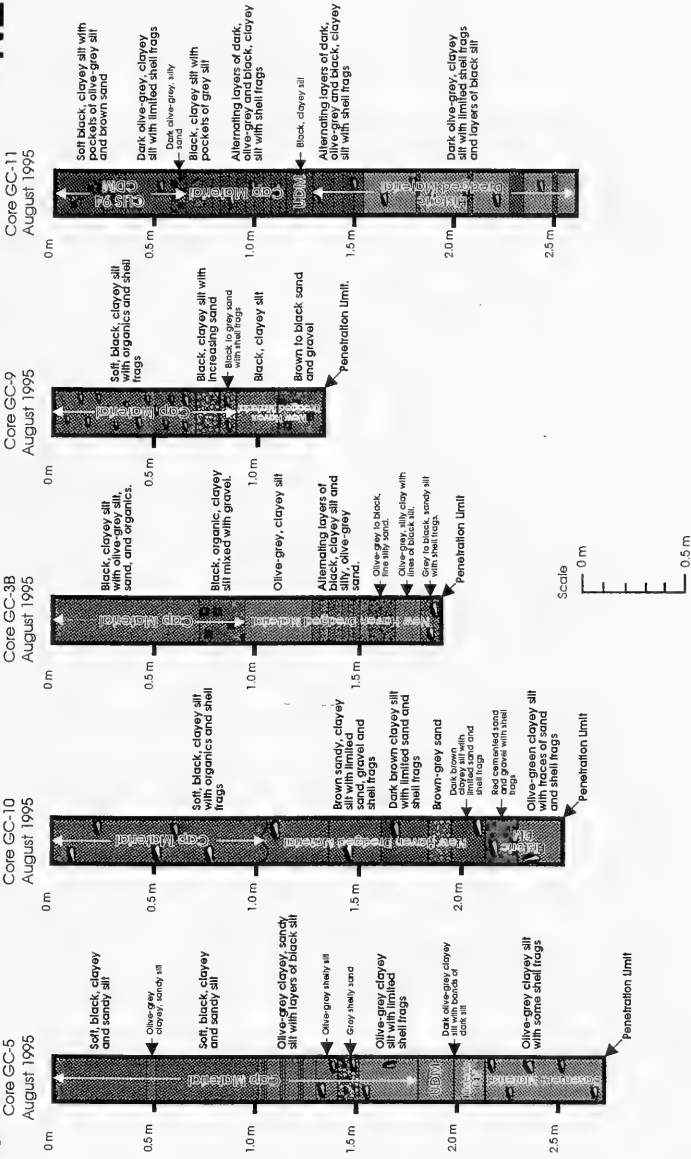 NE
Core GC-5
August 1995
0 m
0.5 m
1.0 m
1.5 m
2.0 m
2.5 m
Soft, black, clayey
and sandy silt
Olive-grey
clayey, sandy silt
Soft, black, clayey
and sandy silt
Olive-grey clayey, sandy
silt with layers of black silt
Olive-grey shelly silt
Grey shelly sand
Olive-grey clayey
silt with limited
shell frags
Dark olive-grey clayey
silt with bands of
dark silt
Olive-grey clayey silt
with some shell frags
Penetration Limit
Cap Material
UDM
Basement Material
Core GC-10
August 1995
0 m
0.5 m
1.0 m
1.5 m
2.0 m
Soft, black, clayey silt
with organics and shell
frags
Brown sandy, clayey
silt with limited
sand, gravel and
shell frags
Dark brown clayey silt
with limited sand and
shell frags
Brown-grey sand
Dark brown
clayey silt with
limited sand and
shell frags
Red cemented sand
and gravel with shell
frags
Olive-green clayey silt
with traces of sand
and shell frags
Penetration Limit
Cap Material
New Haven Dredged Material
Historic
DM
Core GC-3B
August 1995
0 m
0.5 m
1.0 m
1.5 m
Black, clayey silt
with olive-grey silt,
sand, and organics.
Black, organic, clayey
silt mixed with gravel.
Olive-grey, clayey silt
Alternating layers of
black, clayey silt and
silty, olive-grey
sand.
Olive-grey to black,
fine silty sand.
Olive-grey, silty clay with
lines of black silt.
Grey to black, sandy silt
with shell frags.
Penetration Limit
Cap Material
New Haven Dredged Material
Core GC-9
August 1995
0 m
0.5 m
1.0 m
Soft, black, clayey silt
with organics and shell
frags
Black, clayey silt with
increasing sand
Black to grey sand
with shell frags
Black, clayey silt
Brown to black sand
and gravel
Penetration Limit.
Cap Material
New Haven
Dredged Material
Core GC-11
August 1995
0 m
0.5 m
1.0 m
1.5 m
2.0 m
2.5 m
Soft black, clayey silt with
pockets of olive-grey silt
and brown sand
Dark olive-grey, clayey
silt with limited shell frags
Dark olive-grey, silty
sand
Black, clayey silt with
pockets of grey silt
Alternating layers of dark,
olive-grey and black, clayey
silt with shell frags
Black, clayey silt
Alternating layers of dark,
olive-grey and black, clayey
silt with shell frags
Dark olive-grey, clayey
silt with limited shell frags
and layers of black silt
CLIS 94
CDM
Cap Material
Historic
Dredged Material
Scale
0 m
0.5 m